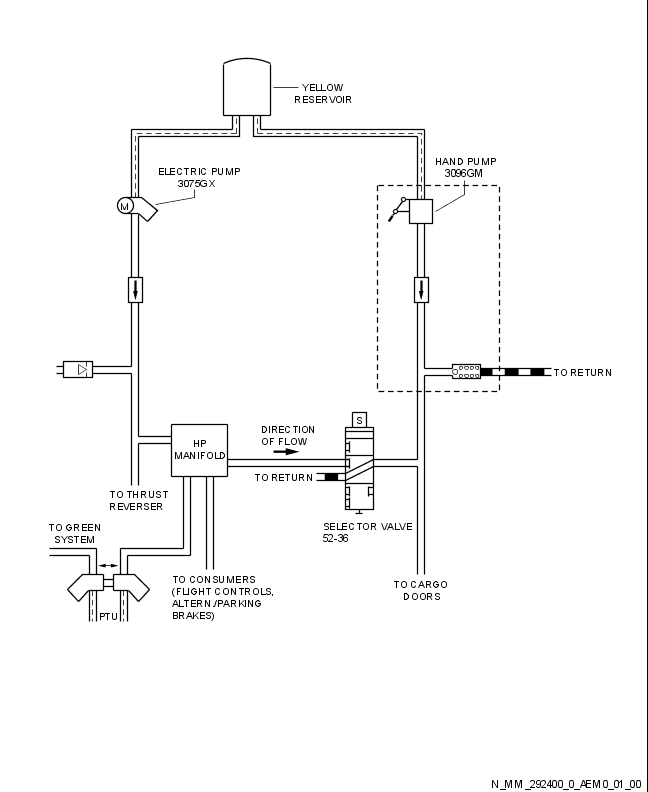 YELLOW
RESERVOIR
HAND PUMP
3096GM
ELECTRIC PUMP
3075GX
M
TO RETURN
S
DIRECTION
OF FLOW
HP
MANIFOLD
TO RETURN
TO THRUST
REVERSER
SELECTOR VALVE
52-36
TO GREEN
SYSTEM
TO CONSUMERS
(FLIGHT CONTROLS,
ALTERN./PARKING
BRAKES)
TO CARGO
DOORS
PTU
N_MM_292400_0_AEM0_01_00